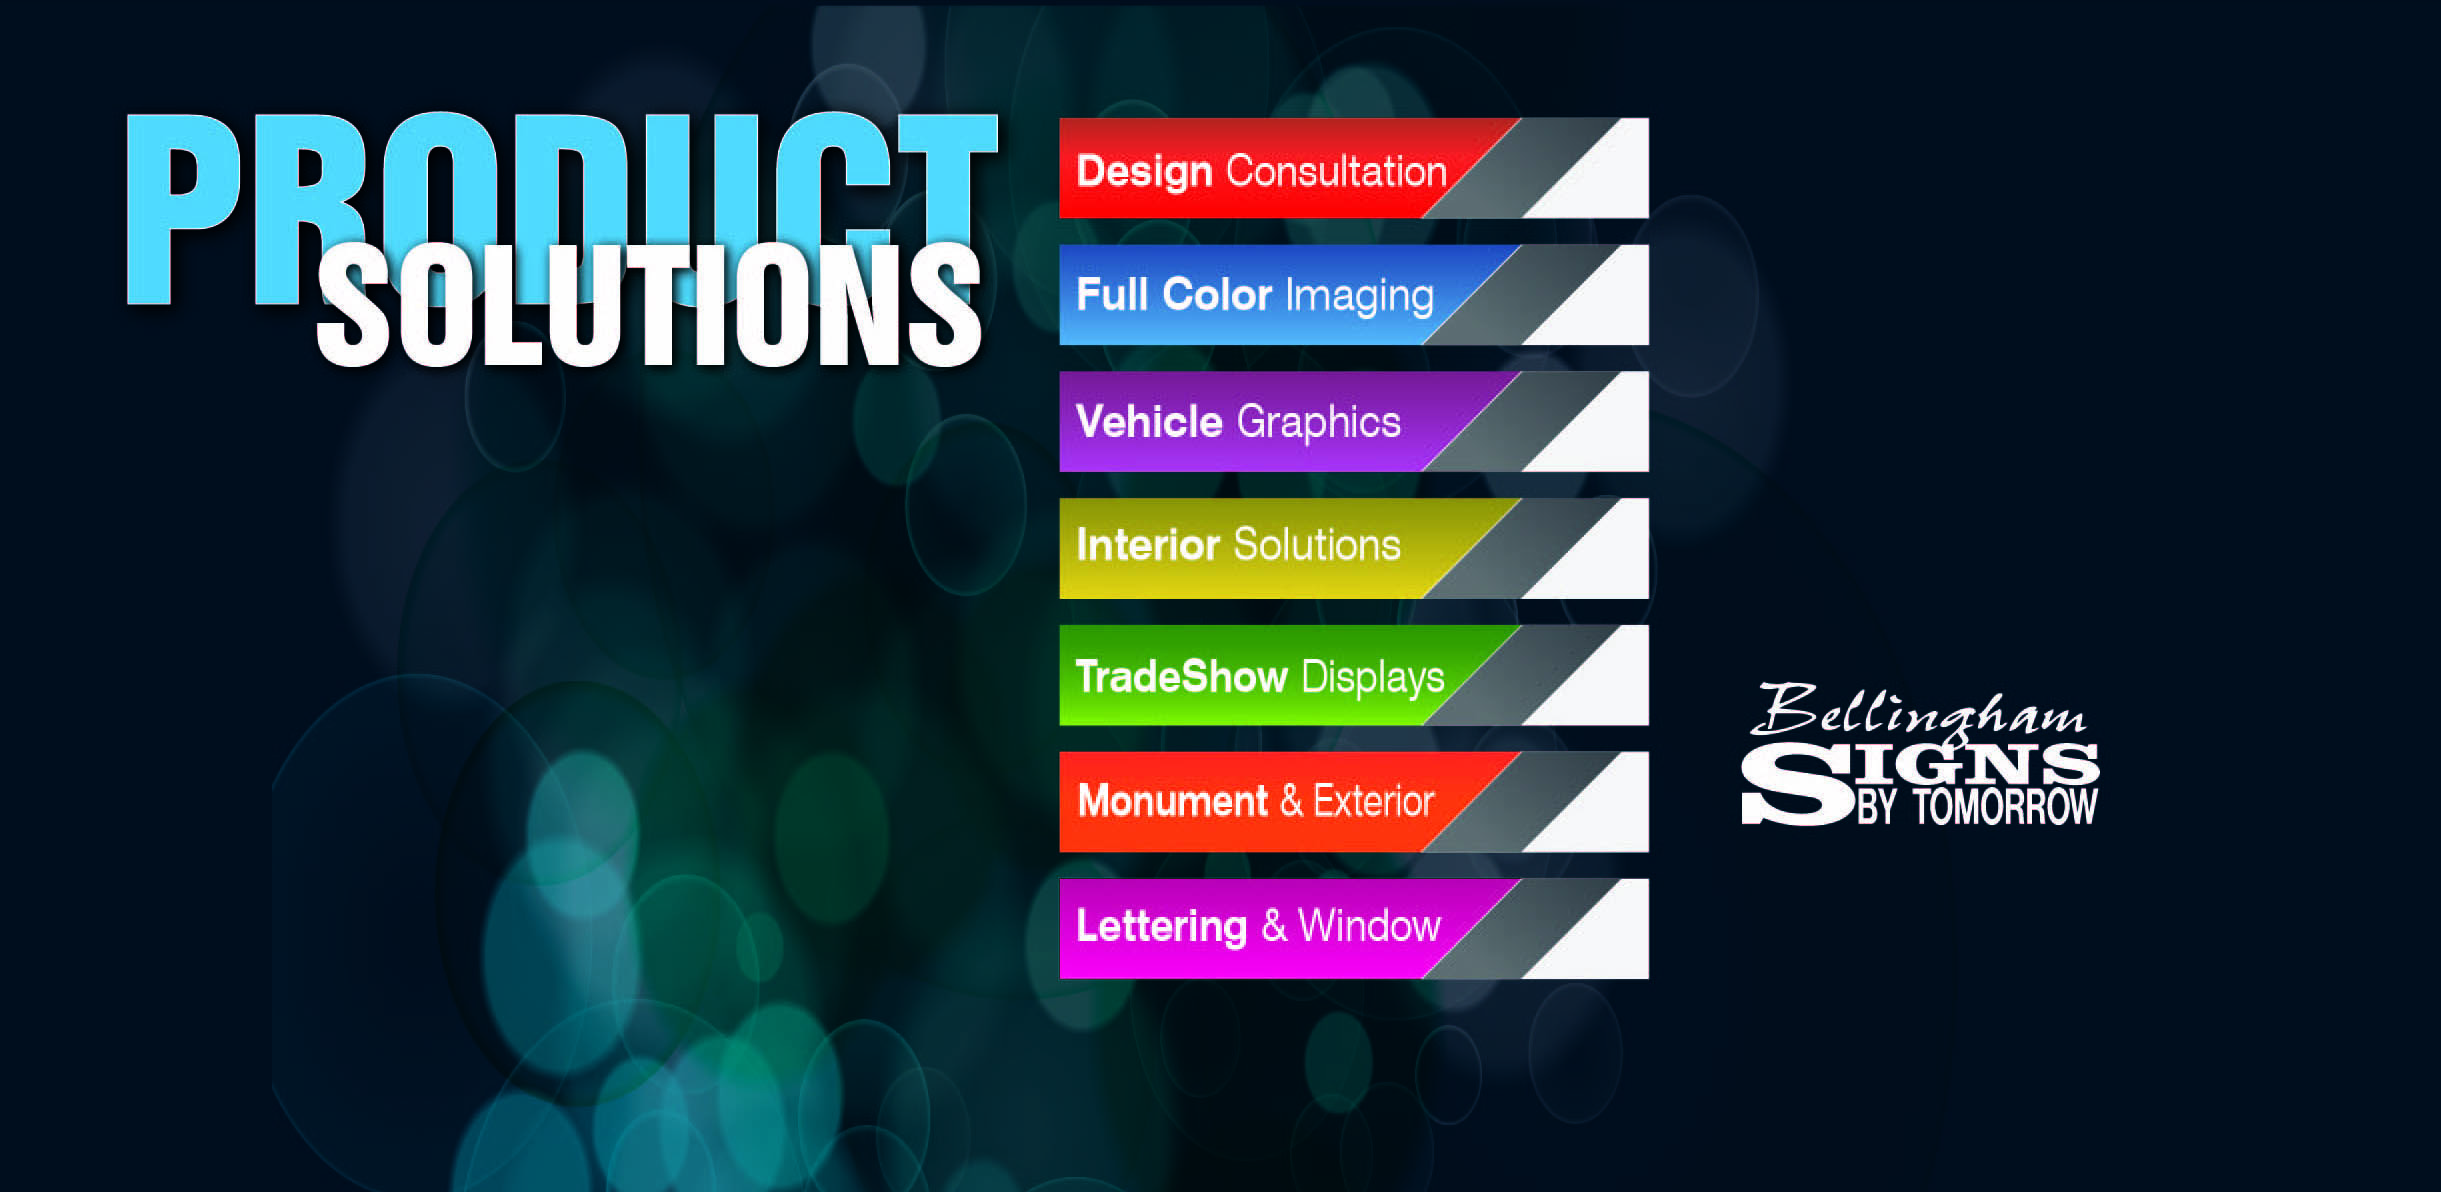 PRODUCT
SOLUTIONS
Design Consultation
Full Color Imaging
Vehicle Graphics
Interior Solutions
TradeShow Displays
Monument & Exterior
Lettering & Window
Bellingham
SIGNS
BY TOMORROW